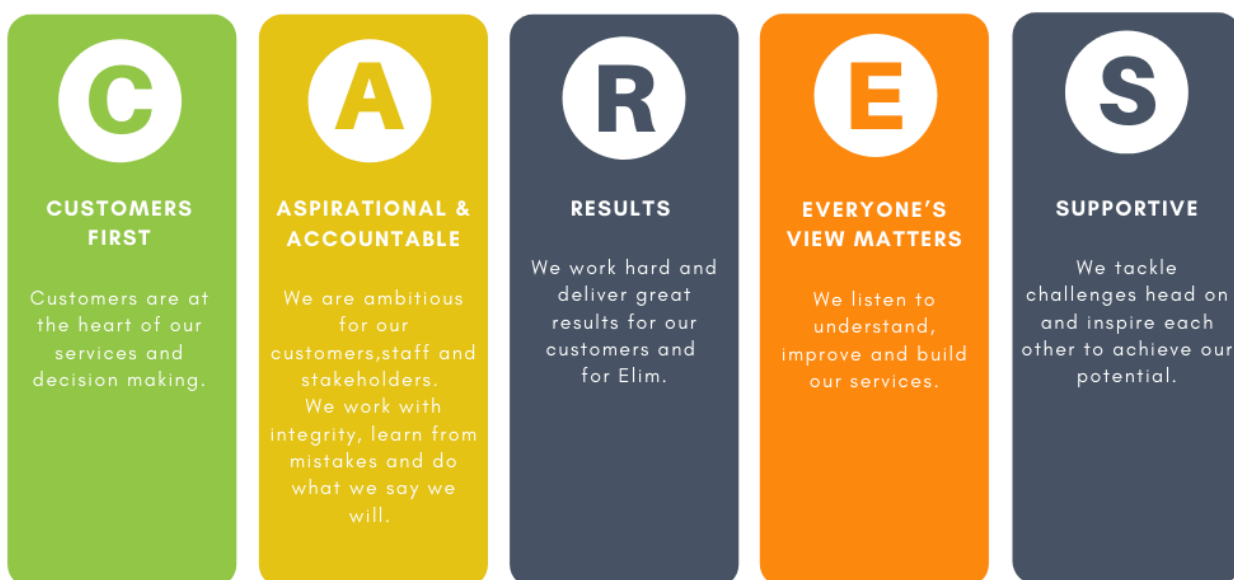 C
CUSTOMERS
FIRST
Customers are at
the heart of our
services and
decision making.
A
ASPIRATIONAL &
ACCOUNTABLE
We are ambitious
for our
customers,staff and
stakeholders.
We work with
integrity, learn from
mistakes and do
what we say we
will.
R
RESULTS
We work hard and
deliver great
results for our
customers and
for Elim.
E
EVERYONE’S
VIEW MATTERS
We listen to
understand,
improve and build
our services.
S
SUPPORTIVE
We tackle
challenges head on
and inspire each
other to achieve our
potential.